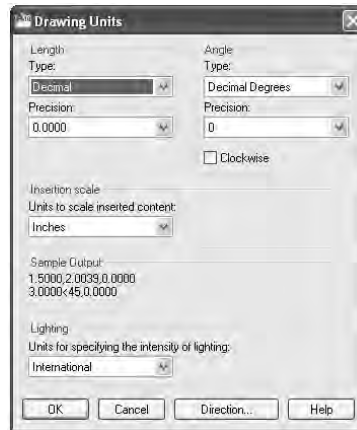 Drawing Units
Length
Type:
Decimal
Precision:
0.0000
Angle
Type:
Decimal Degrees
Precision:
0
Clockwise
Insertion scale
Units to scale inserted content:
Inches
Sample Output
1.5000,2.0039,0.0000
3.0000<45,0.0000
Lighting
Units for specifying the intensity of lighting:
International
OK Cancel Direction... Help